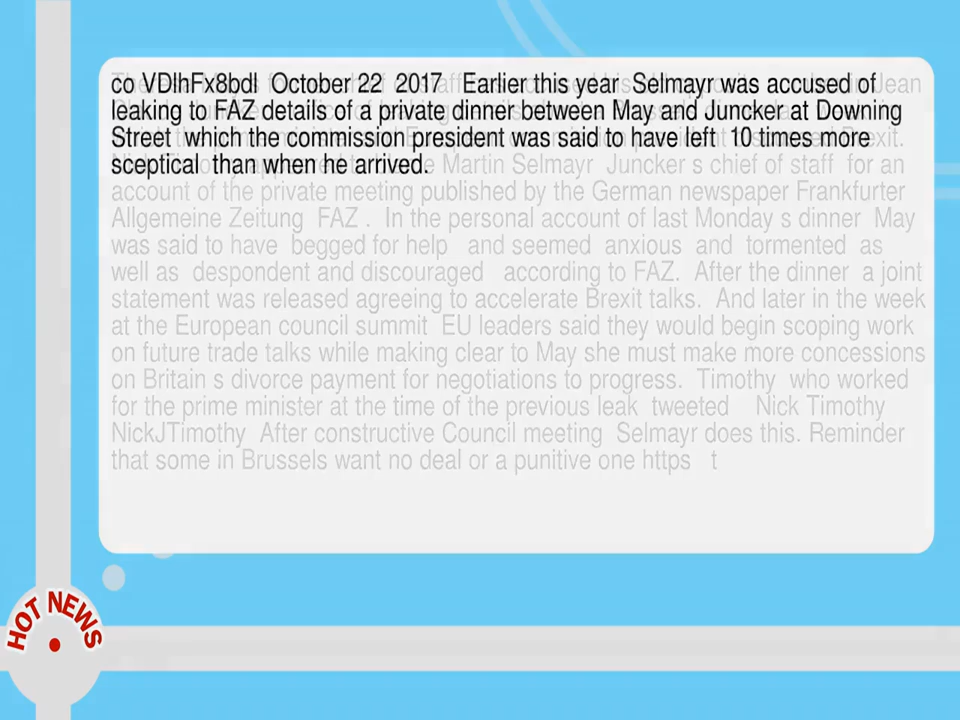 co VDlhFx8bdl October 22 2017 Earlier this year Selmayr was accused of
leaking to FAZ details of a private dinner between May and Juncker at Downing
Street which the commission president was said to have left 10 times more
sceptical than when he arrived.
Martin Selmayr Juncker s chief of staff for an
account of the private meeting published by the German newspaper Frankfurter
Allgemeine Zeitung FAZ . In the personal account of last Monday s dinner May
was said to have begged for help and seemed anxious and tormented as
well as despondent and discouraged according to FAZ. After the dinner a joint
statement was released agreeing to accelerate Brexit talks. And later in the week
at the European council summit EU leaders said they would begin scoping work
on future trade talks while making clear to May she must make more concessions
on Britain s divorce payment for negotiations to progress. Timothy who worked
for the prime minister at the time of the previous leak tweeted Nick Timothy
NickJTimothy After constructive Council meeting Selmayr does this. Reminder
that some in Brussels want no deal or a punitive one https t
HOT NEWS